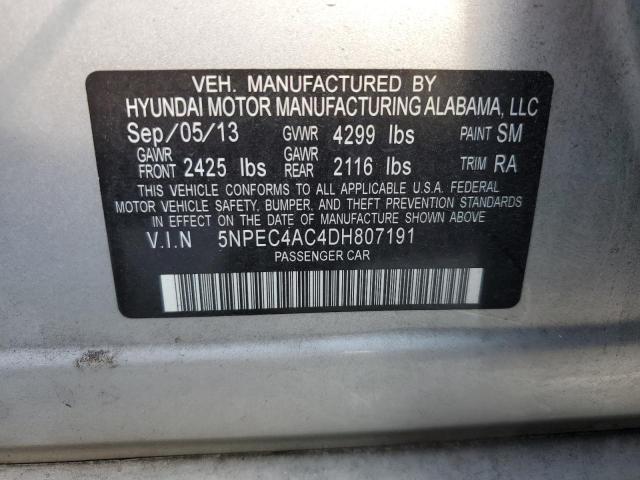 VEH. MANUFACTURED BY
HYUNDAI MOTOR MANUFACTURING ALABAMA, LLC
Sep/05/13 GVWR 4299 lbs PAINT SM
GAWR FRONT 2425 lbs GAWR REAR 2116 lbs TRIM RA
THIS VEHICLE CONFORMS TO ALL APPLICABLE U.S.A. FEDERAL
MOTOR VEHICLE SAFETY, BUMPER, AND THEFT PREVENTION STANDARDS
IN EFFECT ON THE DATE OF MANUFACTURE SHOWN ABOVE
V.I.N 5NPEC4AC4DH807191
PASSENGER CAR